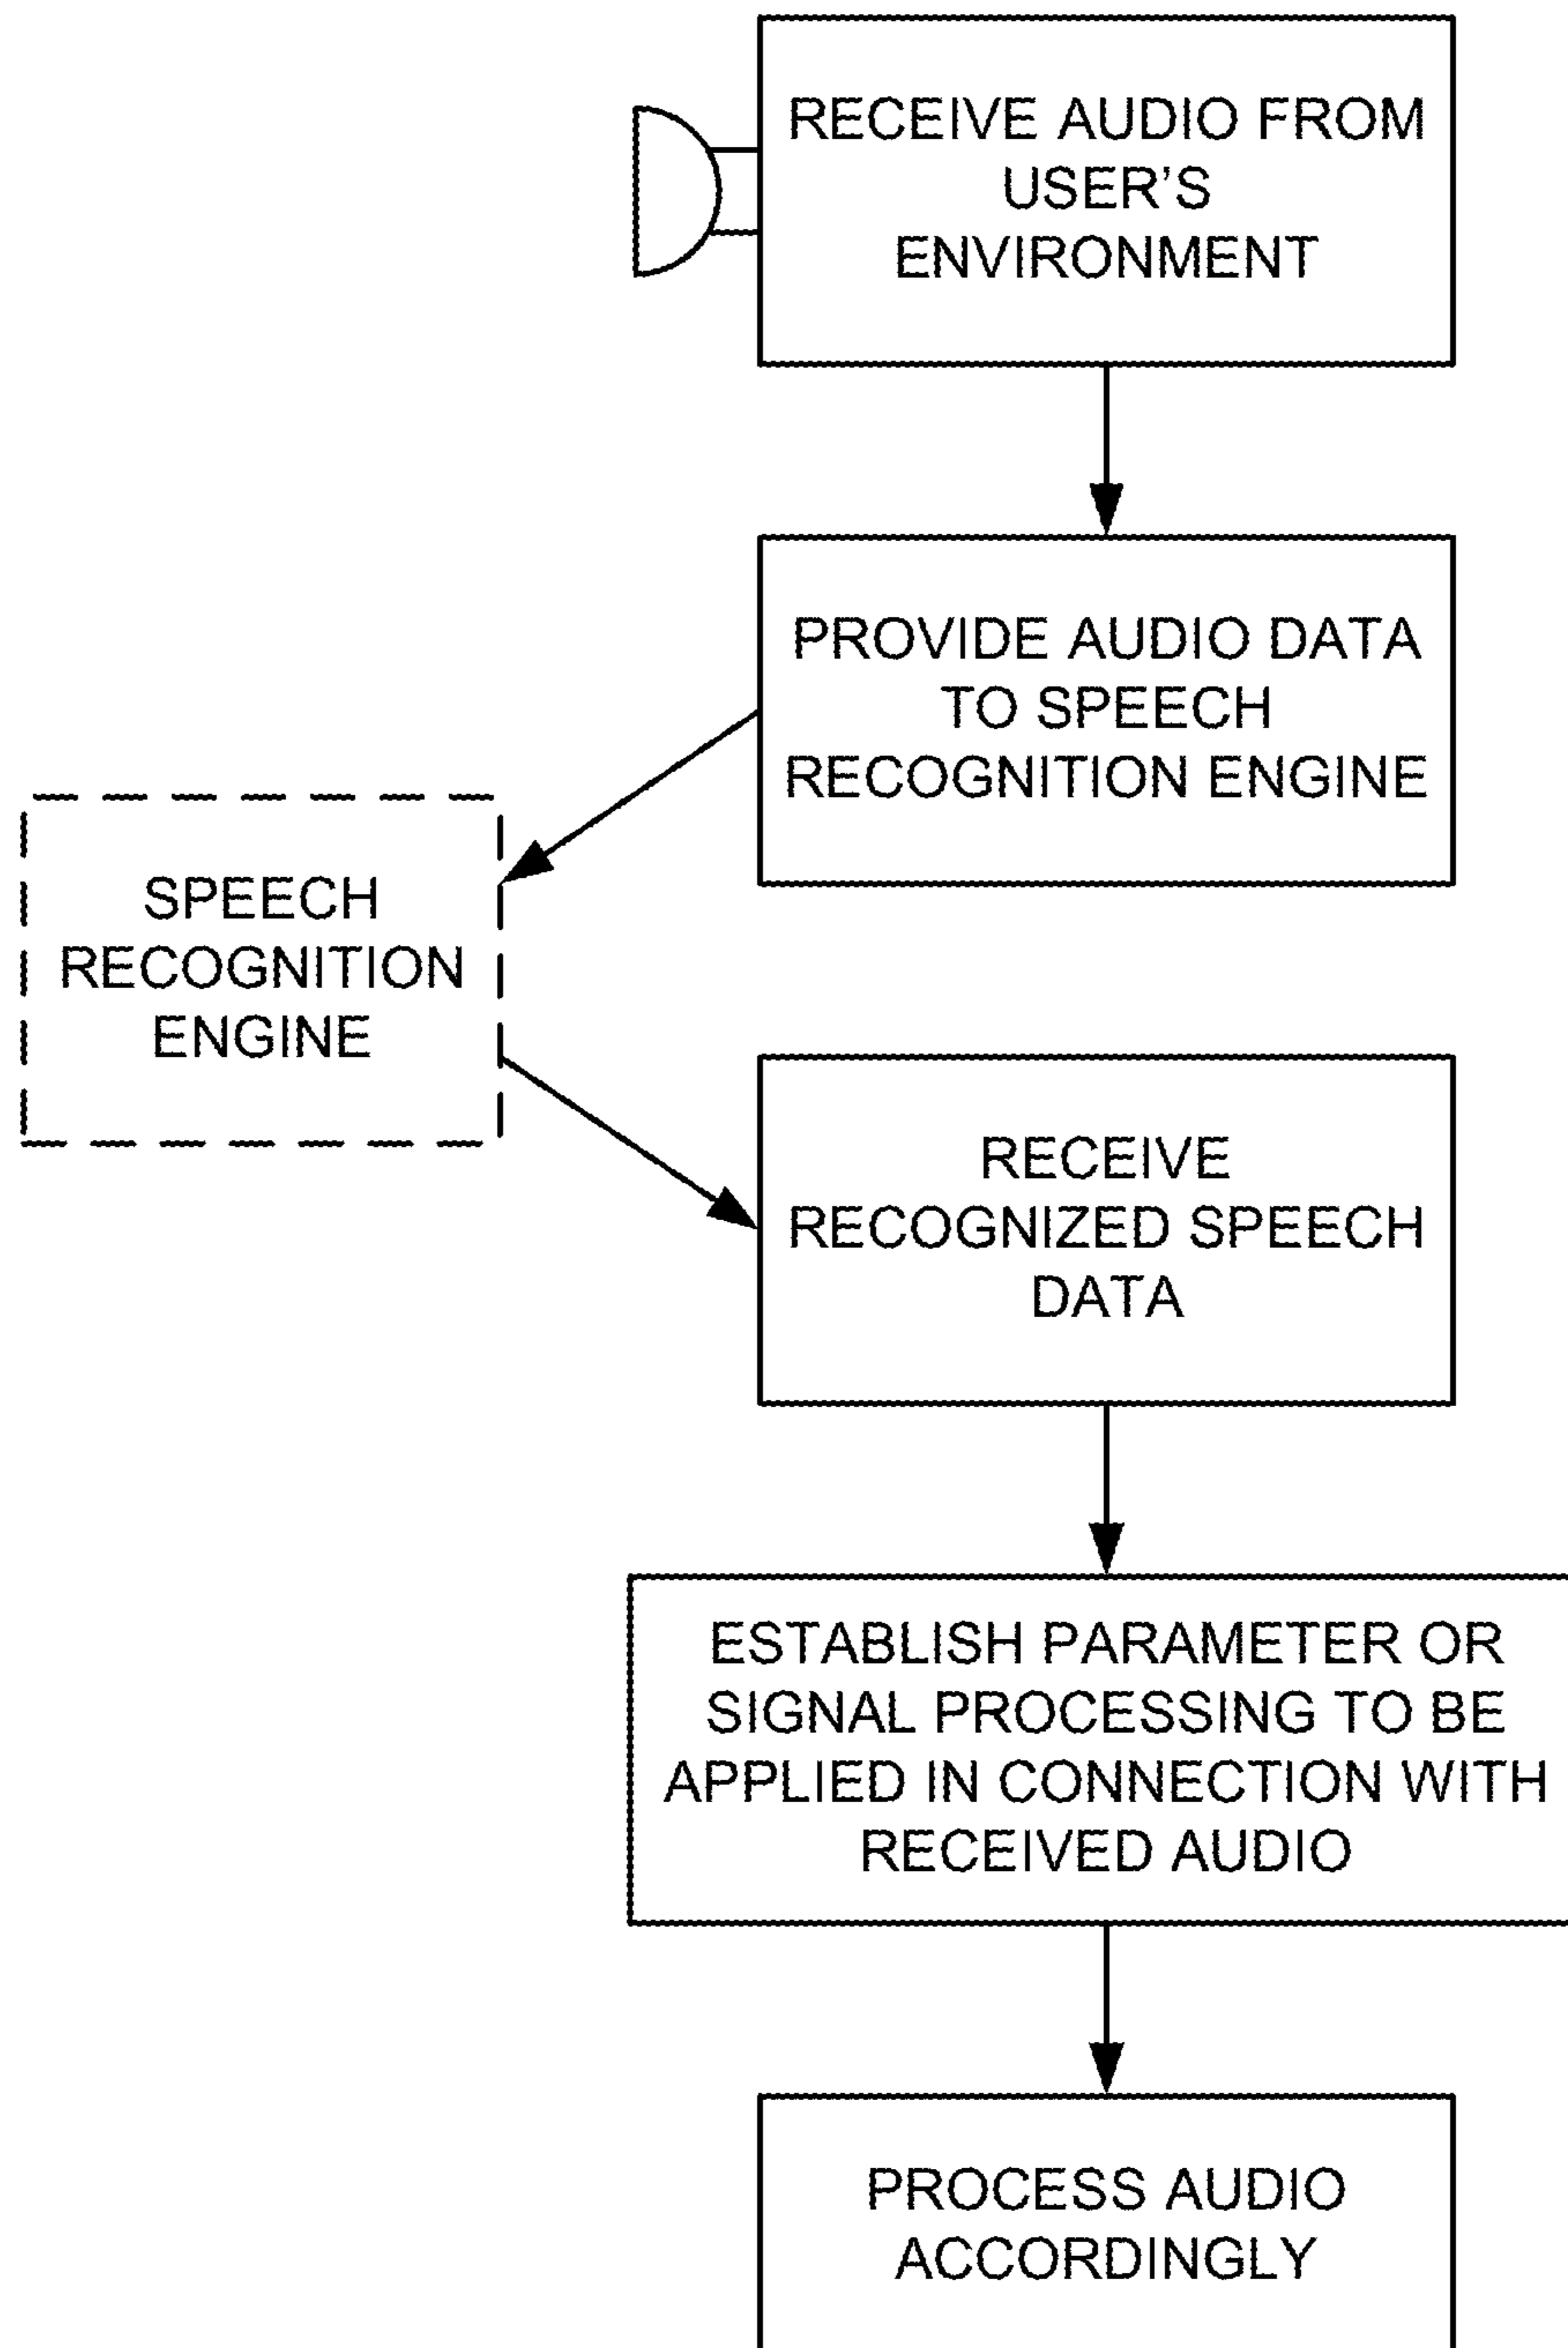 RECEIVE AUDIO FROM
USER'S
ENVIRONMENT
PROVIDE AUDIO DATA
TO SPEECH
RECOGNITION ENGINE
SPEECH
RECOGNITION
ENGINE
RECEIVE
RECOGNIZED SPEECH
DATA
ESTABLISH PARAMETER OR
SIGNAL PROCESSING TO BE
APPLIED IN CONNECTION WITH
RECEIVED AUDIO
PROCESS AUDIO
ACCORDINGLY